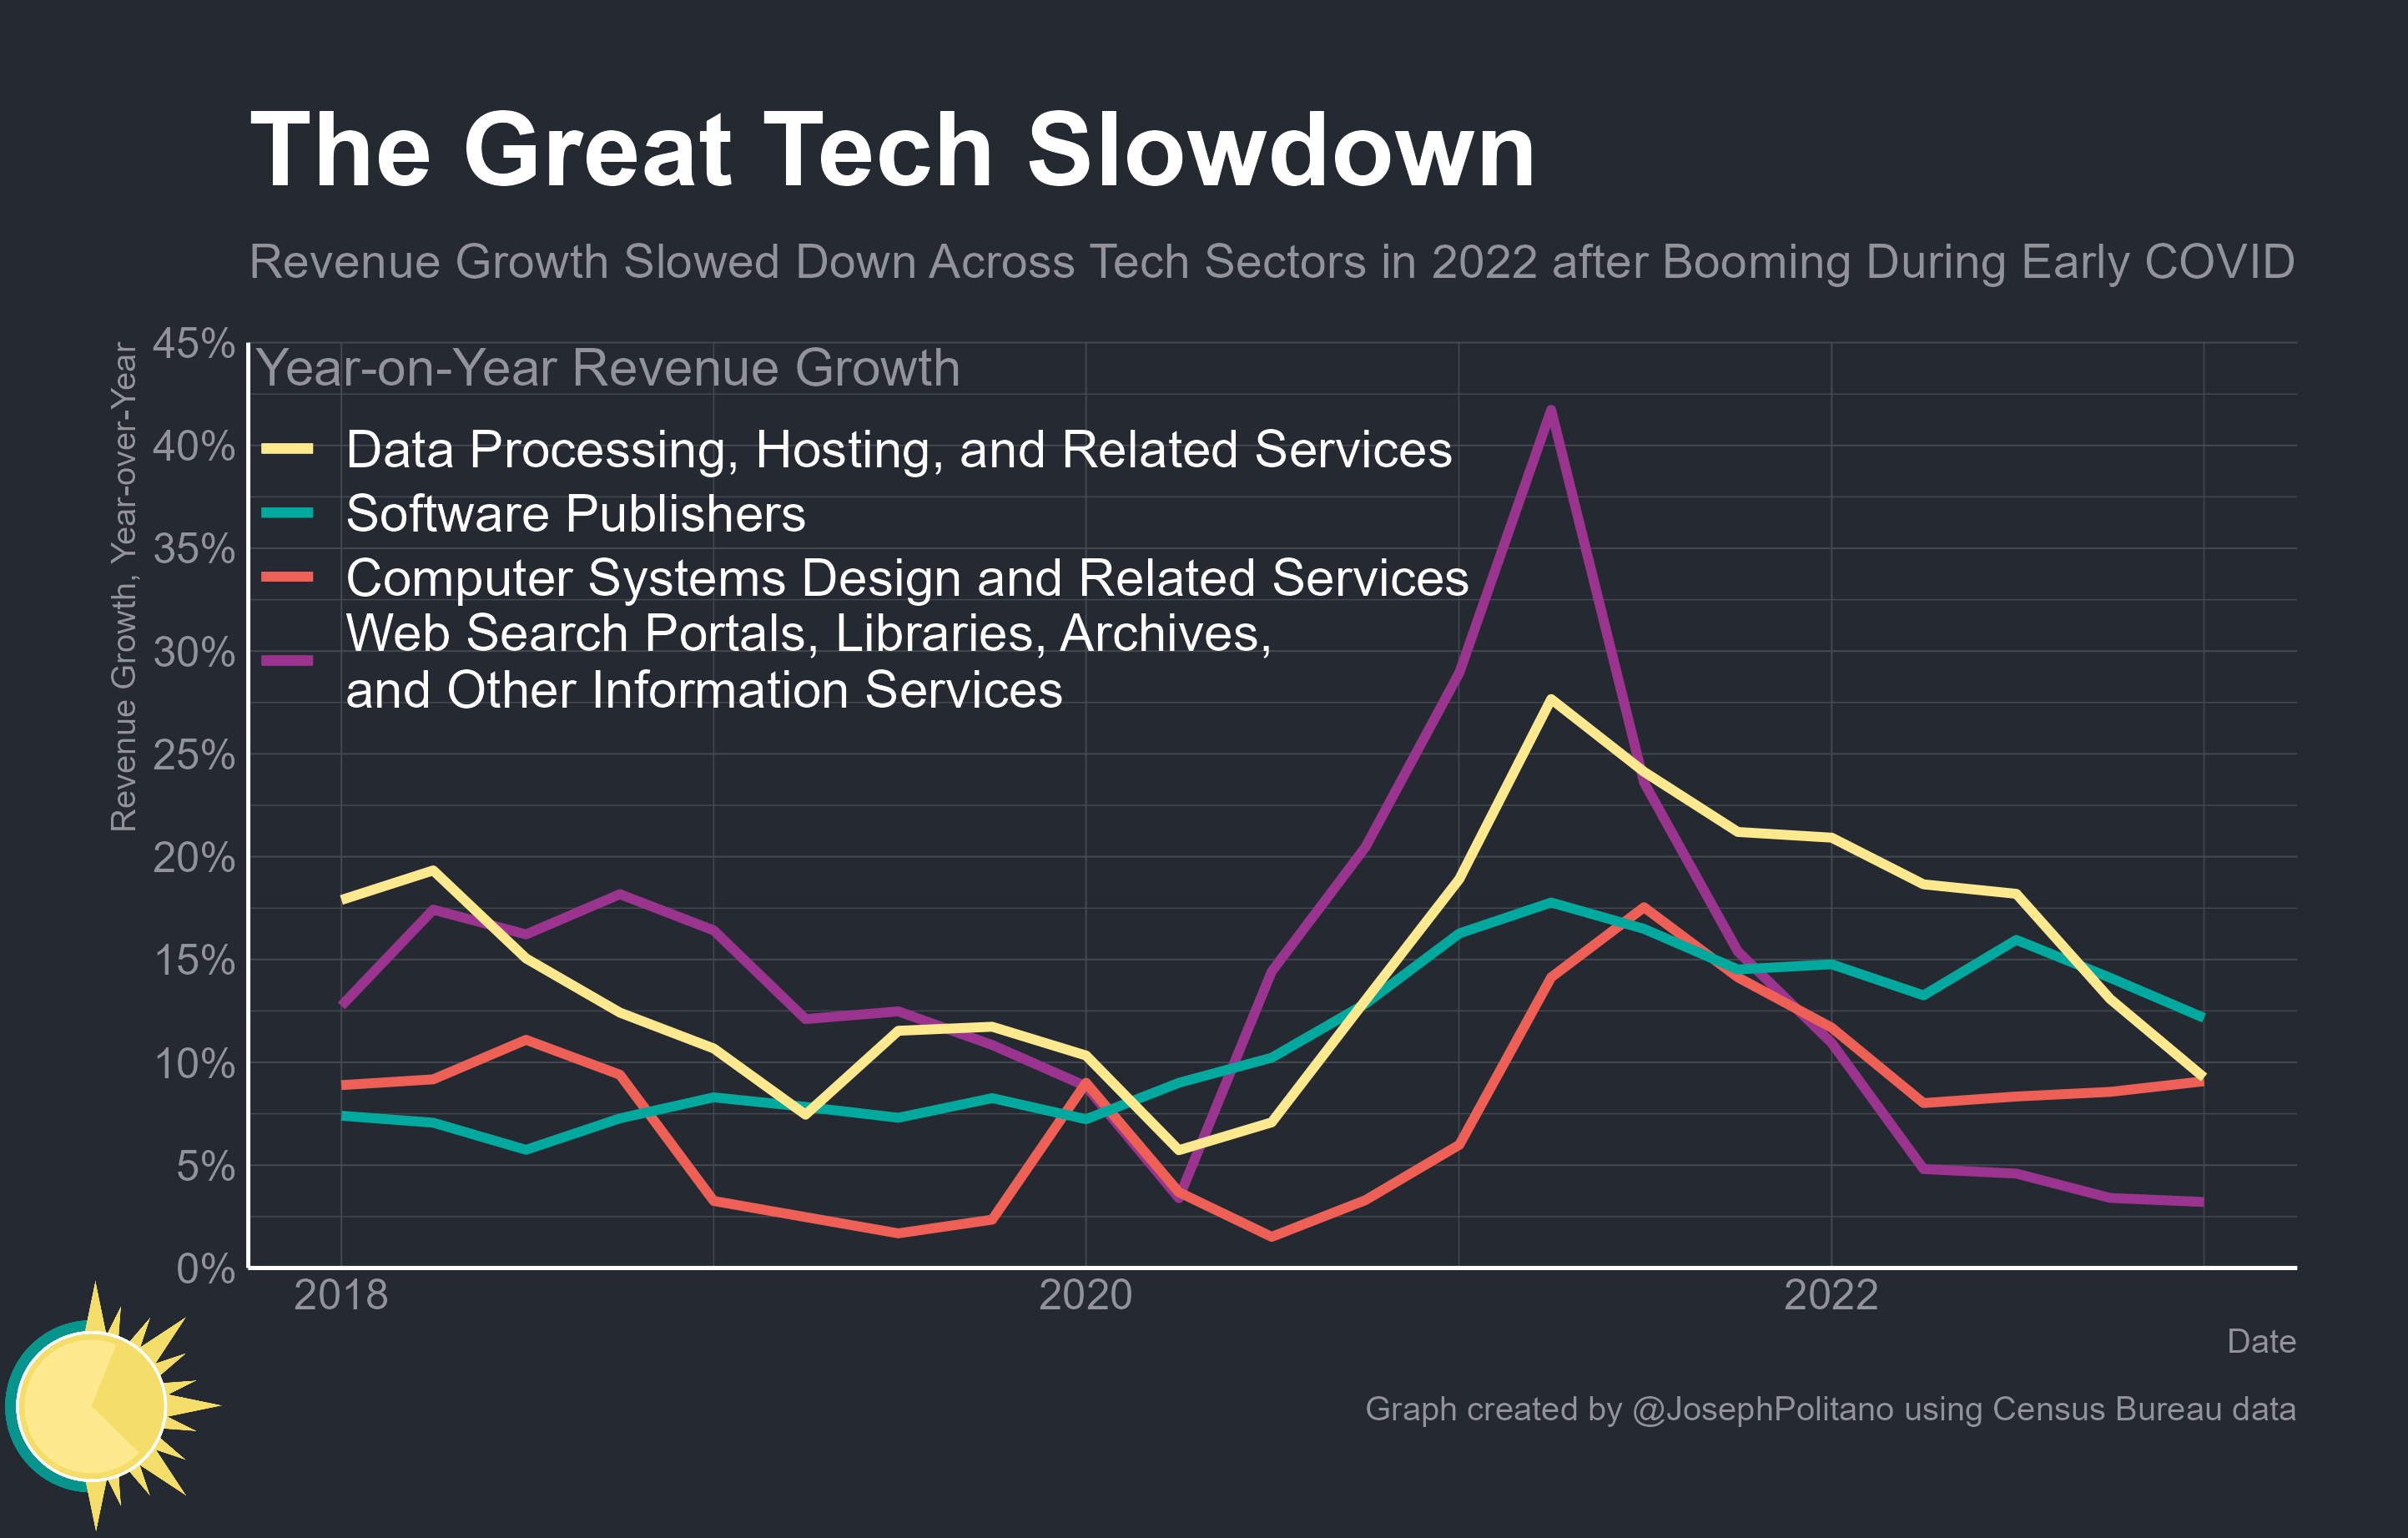 The Great Tech Slowdown
Revenue Growth Slowed Down Across Tech Sectors in 2022 after Booming During Early COVID
Revenue Growth, Year-over-Year
45%
40%
35%
30%
25%
20%
15%
10%
5%
0%
Year-on-Year Revenue Growth
Data Processing, Hosting, and Related Services
Software Publishers
Computer Systems Design and Related Services
Web Search Portals, Libraries, Archives,
and Other Information Services
2018
2020
2022
Date
Graph created by @JosephPolitano using Census Bureau data